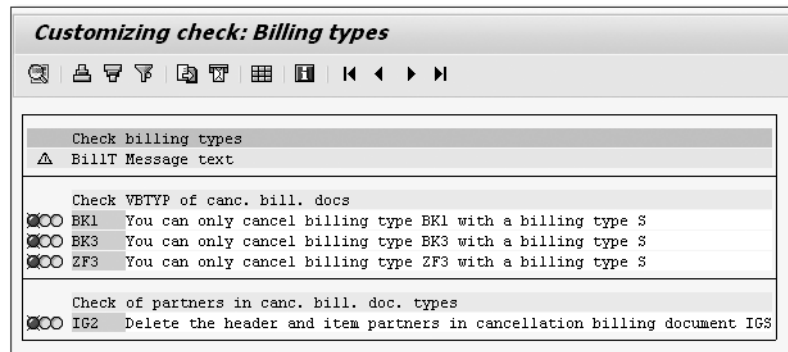 Customizing check: Billing types
Check billing types
BillT Message text
Check VBTYP of canc. bill. docs
BK1 You can only cancel billing type BK1 with a billing type S
BK3 You can only cancel billing type BK3 with a billing type S
ZF3 You can only cancel billing type ZF3 with a billing type S
Check of partners in canc. bill. doc. types
IG2 Delete the header and item partners in cancellation billing document IGS